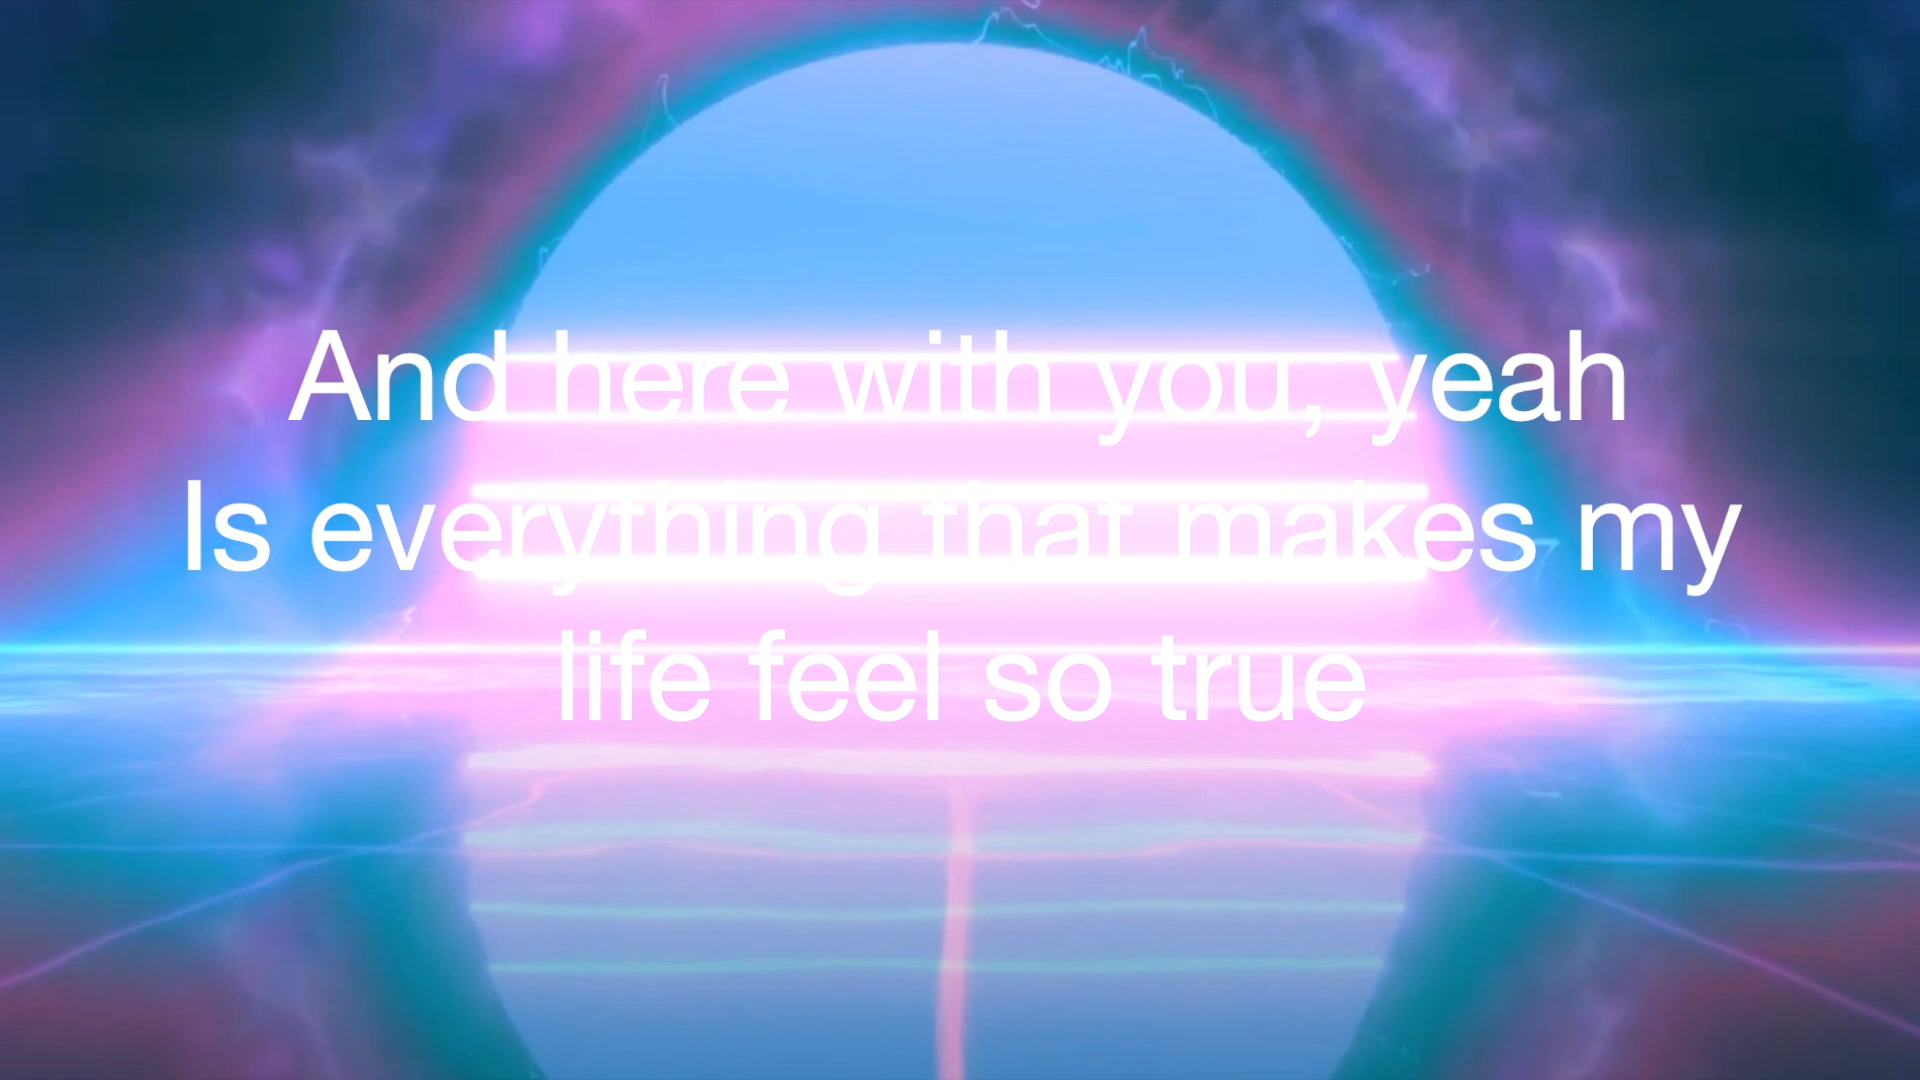 And here with you, yeah
Is everything that makes my
life feel so true